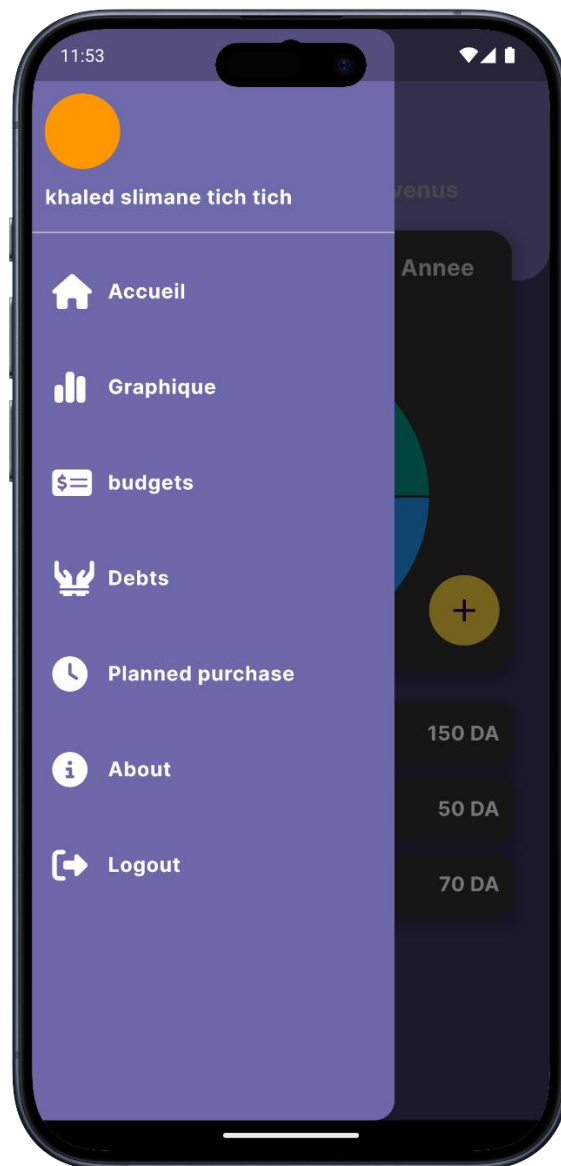 11:53
khaled slimane tich tich
venus
Annee
Accueil
Graphique
$
budgets
Debts
+
Planned purchase
150 DA
i
About
50 DA
Logout
70 DA